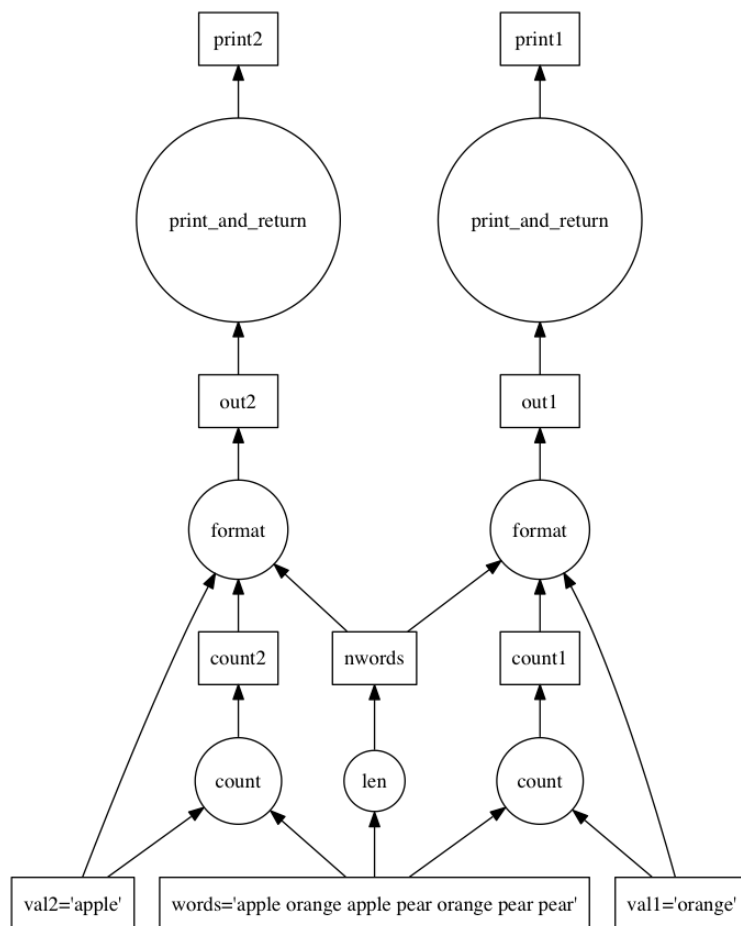 print2
print1
print_and_return
print_and_return
out2
out1
format
format
count2
nwords
count1
count
len
count
val2='apple'
words='apple orange apple pear orange pear pear'
val1='orange'